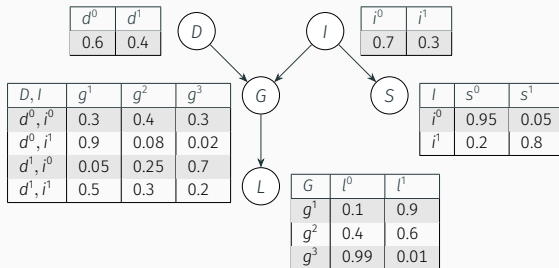 d⁰ d¹
0.6 0.4
D
I
i⁰ i¹
0.7 0.3
D, I g¹ g² g³
d⁰, i⁰ 0.3 0.4 0.3
d⁰, i¹ 0.9 0.08 0.02
d¹, i⁰ 0.05 0.25 0.7
d¹, i¹ 0.5 0.3 0.2
G
S
I s⁰ s¹
i⁰ 0.95 0.05
i¹ 0.2 0.8
L
G l⁰ l¹
g¹ 0.1 0.9
g² 0.4 0.6
g³ 0.99 0.01